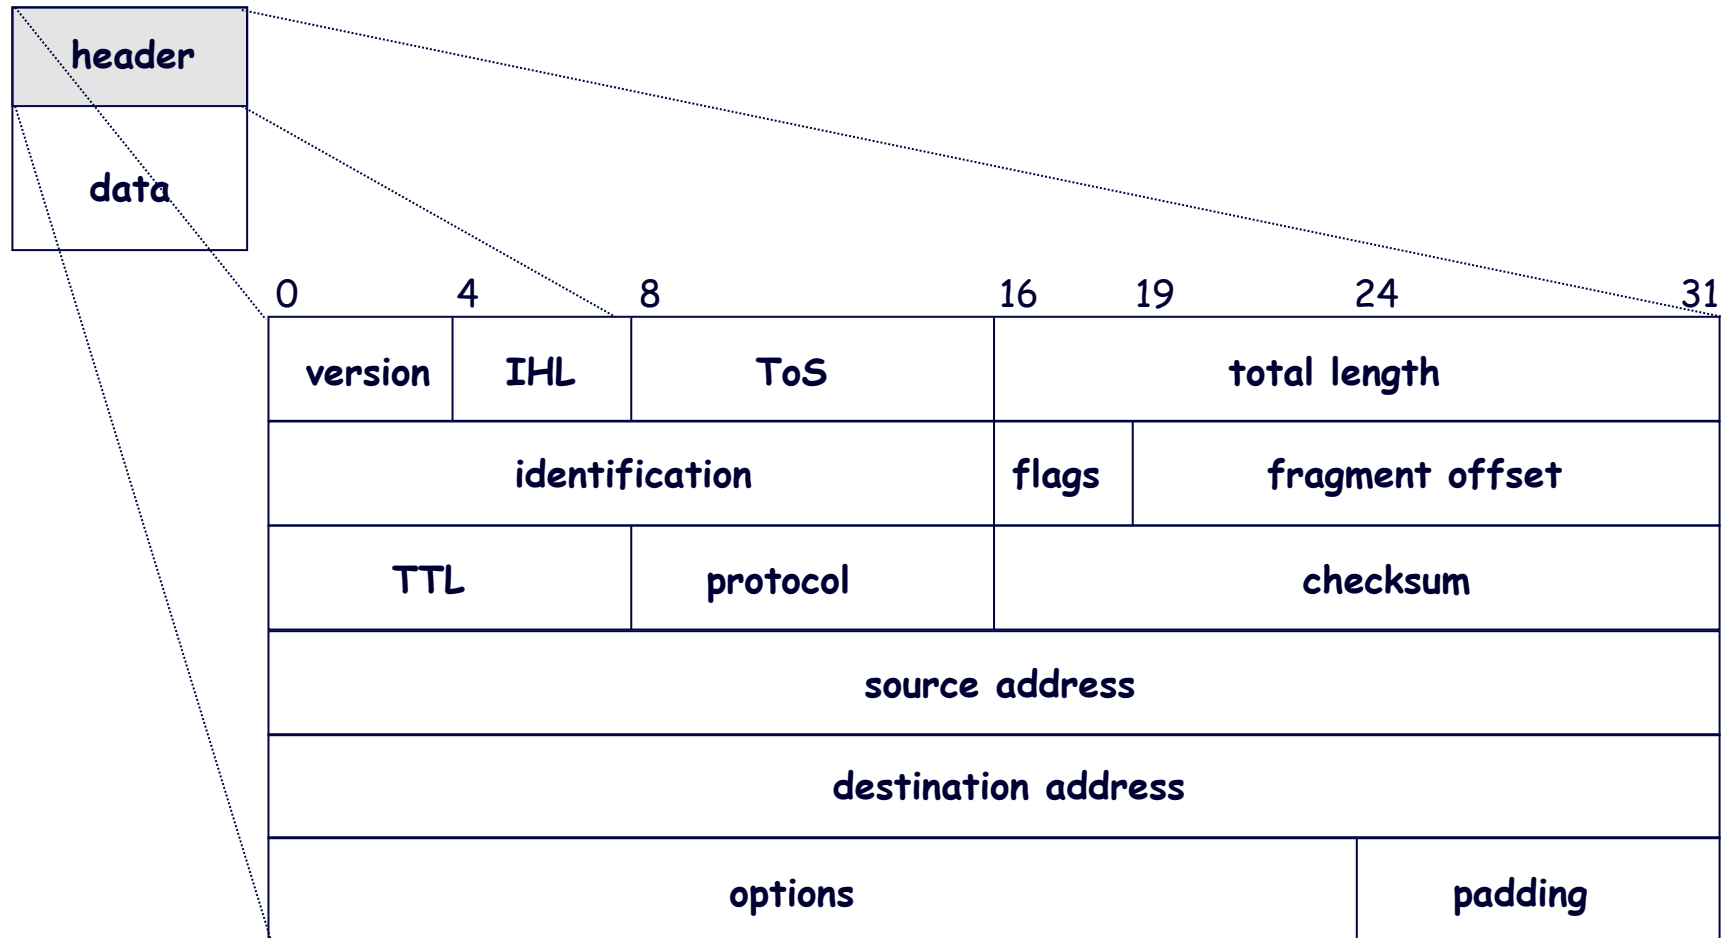 header
data
0 4 8 16 19 24 31
version IHL ToS total length
identification flags fragment offset
TTL protocol checksum
source address
destination address
options padding